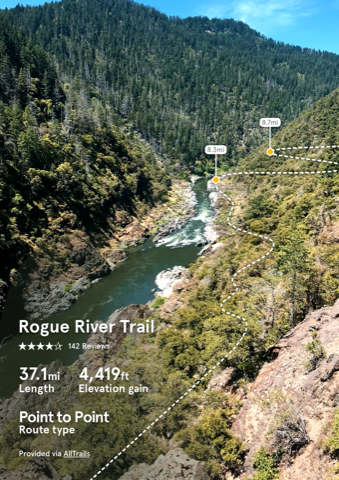 8.7mi
8.3mi
Rogue River Trail
142 Reviews
37.1mi 4,419ft
Length Elevation gain
Point to Point
Route type
Provided via AllTrails